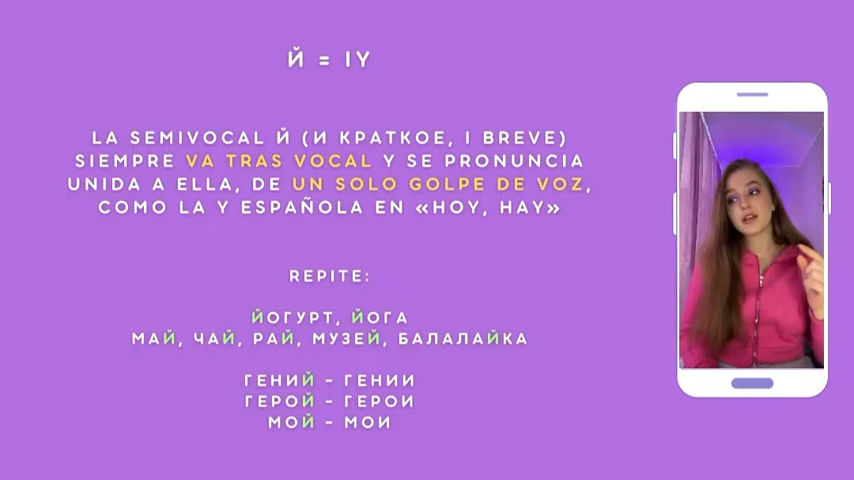 Й = IY
LA SEMIVOCAL Й (И КРАТКОЕ, I BREVE)
SIEMPRE VA TRAS VOCAL Y SE PRONUNCIA
UNIDA A ELLA, DE UN SOLO GOLPE DE VOZ,
COMO LA Y ESPAÑOLA EN «HOY, HAY»
REPITE:
ЙОГУРТ, ЙОГА
МАЙ, ЧАЙ, РАЙ, МУЗЕЙ, БАЛАЛАЙКА
ГЕНИЙ - ГЕНИИ
ГЕРОЙ - ГЕРОИ
МОЙ - МОИ